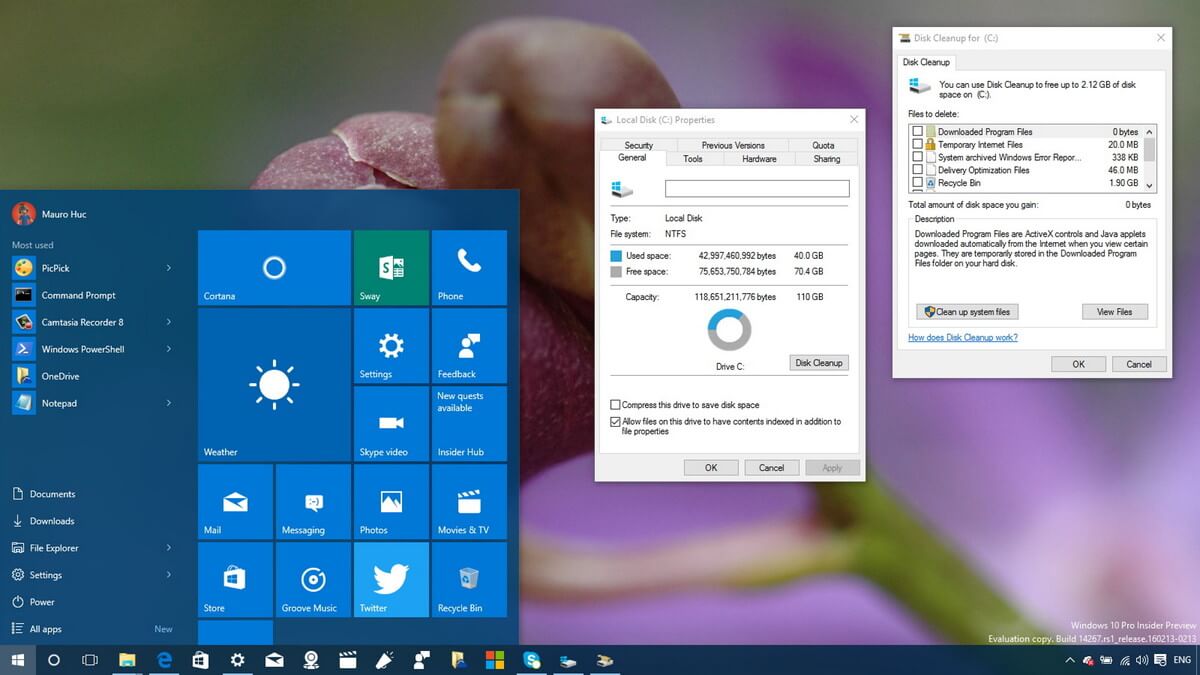 Mauro Huc
Most used
PicPick
Command Prompt
Camtasia Recorder 8
Windows PowerShell
OneDrive
Notepad
Documents
Downloads
File Explorer
Settings
Power
All apps
New
Cortana
Sway
Phone
Weather
Settings
Feedback
New quests
available
Skype video
Insider Hub
Mail
Messaging
Photos
Movies & TV
Store
Groove Music
Twitter
Recycle Bin
Local Disk (C:) Properties
Security
Previous Versions
Quota
General
Tools
Hardware
Sharing
Type:
Local Disk
File system:
NTFS
Used space:
42,997,460,992 bytes
40.0 GB
Free space:
75,653,750,784 bytes
70.4 GB
Capacity:
118,651,211,776 bytes
110 GB
Drive C:
Disk Cleanup
Compress this drive to save disk space
Allow files on this drive to have contents indexed in addition to
file properties
OK
Cancel
Apply
Disk Cleanup for (C:)
Disk Cleanup
You can use Disk Cleanup to free up to 2.12 GB of disk
space on (C:).
Files to delete:
Downloaded Program Files
0 bytes
Temporary Internet Files
20.0 MB
System archived Windows Error Repor...
338 KB
Delivery Optimization Files
46.0 MB
Recycle Bin
1.90 GB
Total amount of disk space you gain:
0 bytes
Description
Downloaded Program Files are ActiveX controls and Java applets
downloaded automatically from the Internet when you view certain
pages. They are temporarily stored in the Downloaded Program
Files folder on your hard disk.
Clean up system files
View Files
How does Disk Cleanup work?
OK
Cancel
Windows 10 Pro Insider Preview
Evaluation copy. Build 14267.rs1_release.160213-0213
ENG